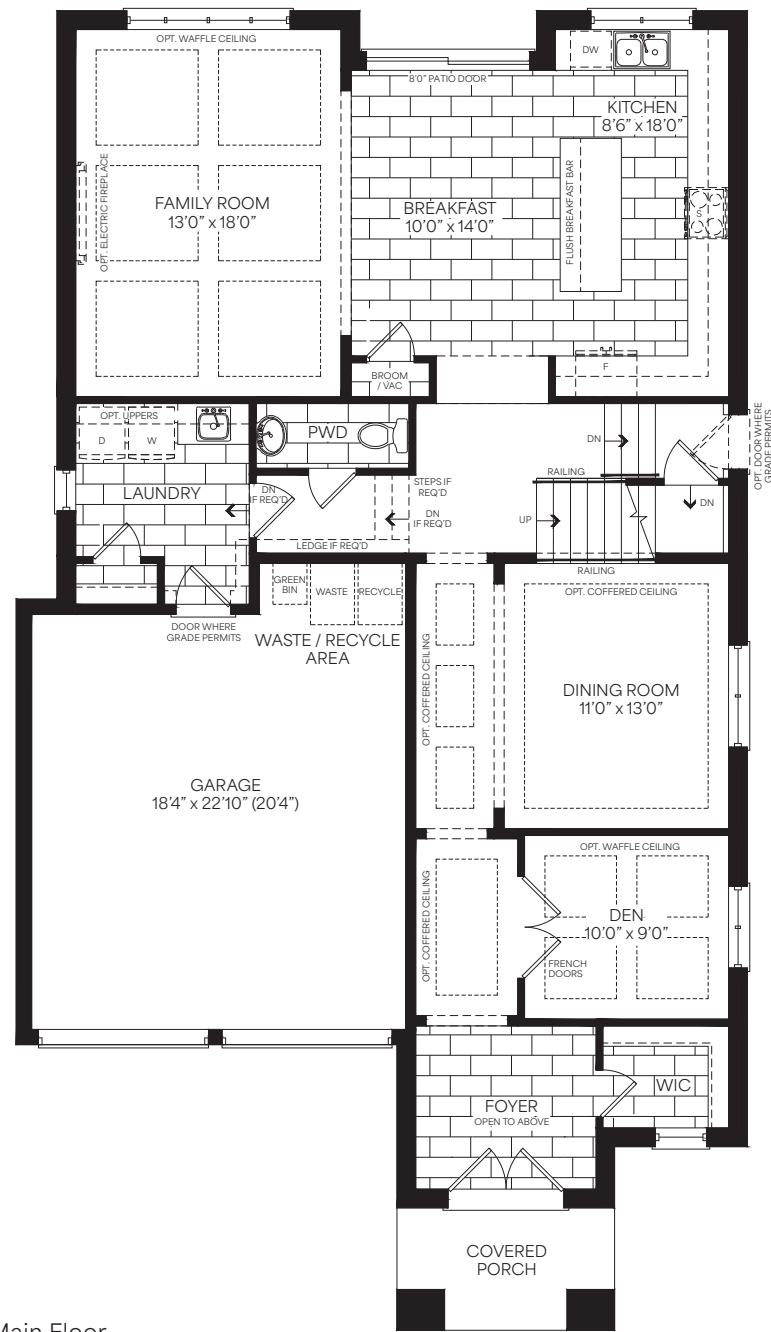 OPT. WAFFLE CEILING
DW
8'0" PATIO DOOR
KITCHEN
8'6" x 18'0"
OPT. ELECTRIC FIREPLACE
FAMILY ROOM
13'0" x 18'0"
BREAKFAST
10'0" x 14'0"
FLUSH BREAKFAST BAR
S
BROOM
/ VAC
F
OPT. UPPERS
D
W
PWD
DN
OPT. DOOR WHERE
GRADE PERMITS
LAUNDRY
DN
IF REQ'D
STEPS IF
REQ'D
DN
IF REQ'D
RAILING
UP
DN
LEDGE IF REQ'D
RAILING
GREEN
BIN
WASTE
RECYCLE
OPT. COFFERED CEILING
DOOR WHERE
GRADE PERMITS
WASTE / RECYCLE
AREA
OPT. COFFERED CEILING
DINING ROOM
11'0" x 13'0"
GARAGE
18'4" x 22'10" (20'4")
OPT. WAFFLE CEILING
OPT. COFFERED CEILING
DEN
10'0" x 9'0"
FRENCH
DOORS
WIC
FOYER
OPEN TO ABOVE
COVERED
PORCH
Main Floor